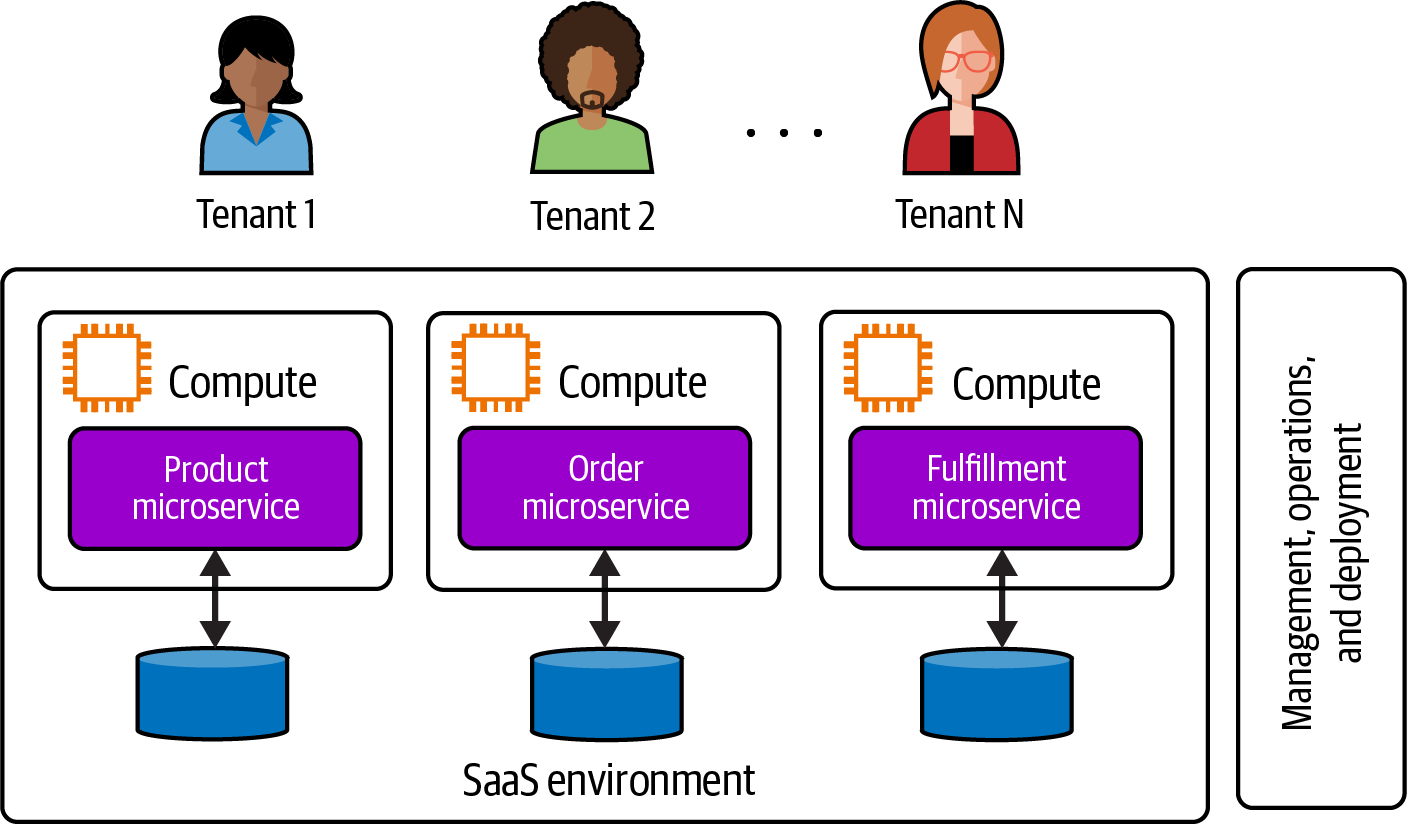 Tenant 1
Tenant 2
. . .
Tenant N
Compute
Product
microservice
Compute
Order
microservice
Compute
Fulfillment
microservice
SaaS environment
Management, operations,
and deployment